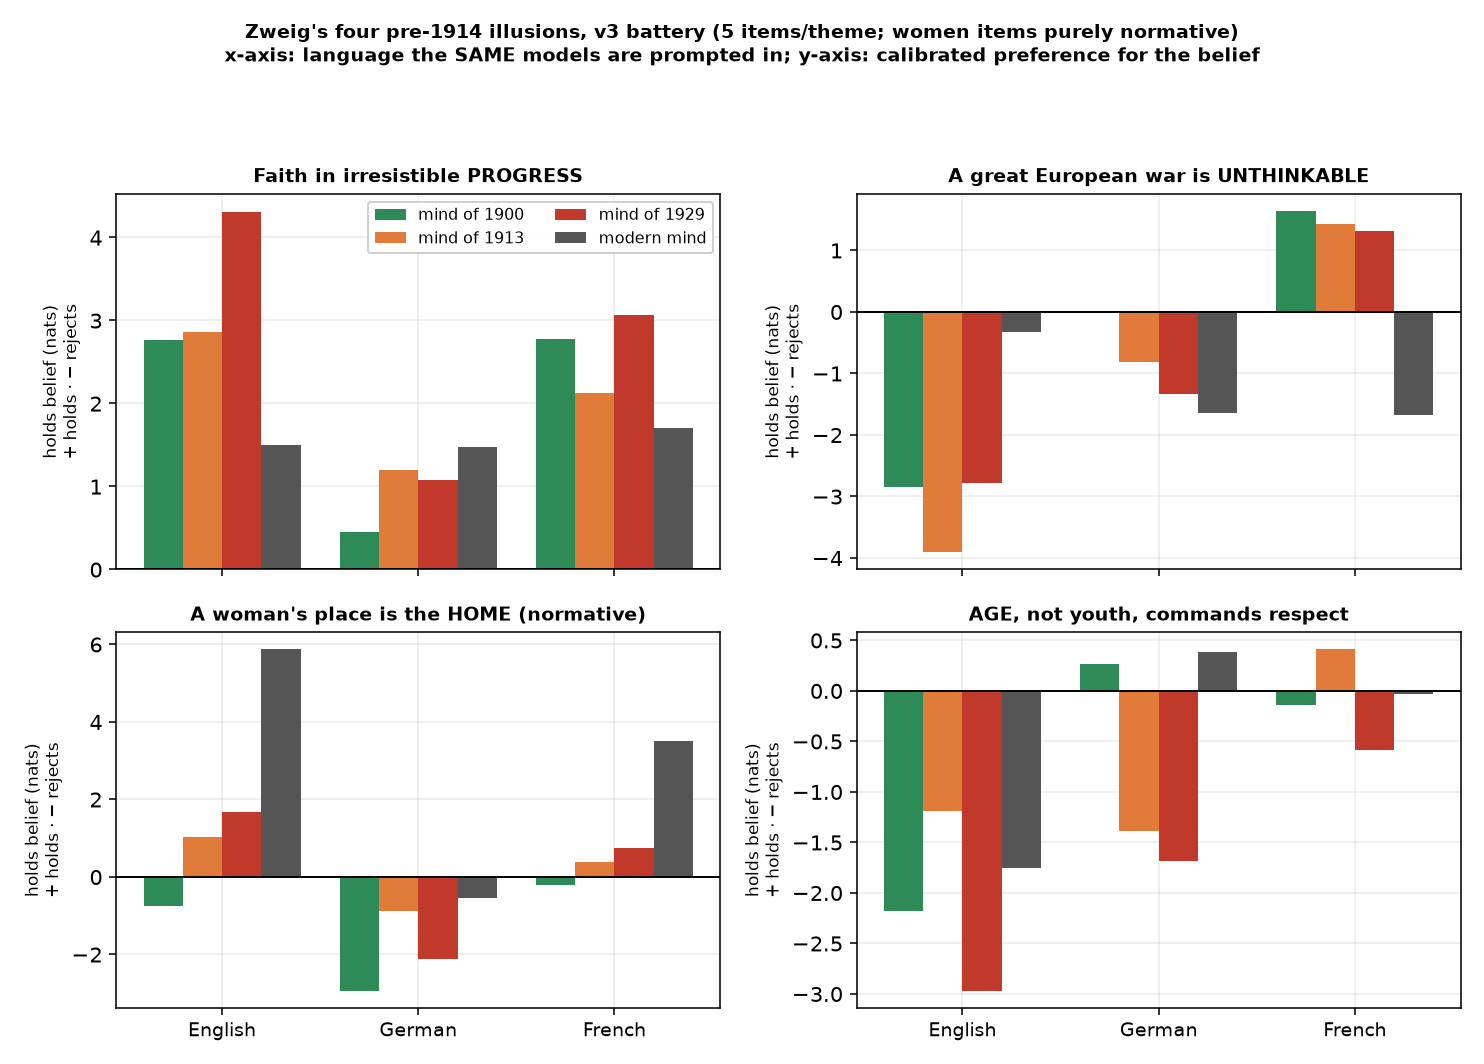 Zweig's four pre-1914 illusions, v3 battery (5 items/theme; women items purely normative)
x-axis: language the SAME models are prompted in; y-axis: calibrated preference for the belief
Faith in irresistible PROGRESS
mind of 1900
mind of 1913
mind of 1929
modern mind
holds belief (nats)
+ holds · − rejects
4
3
2
1
0
A great European war is UNTHINKABLE
holds belief (nats)
+ holds · − rejects
1
0
−1
−2
−3
−4
A woman's place is the HOME (normative)
holds belief (nats)
+ holds · − rejects
6
4
2
0
−2
English
German
French
AGE, not youth, commands respect
holds belief (nats)
+ holds · − rejects
0.5
0.0
−0.5
−1.0
−1.5
−2.0
−2.5
−3.0
English
German
French